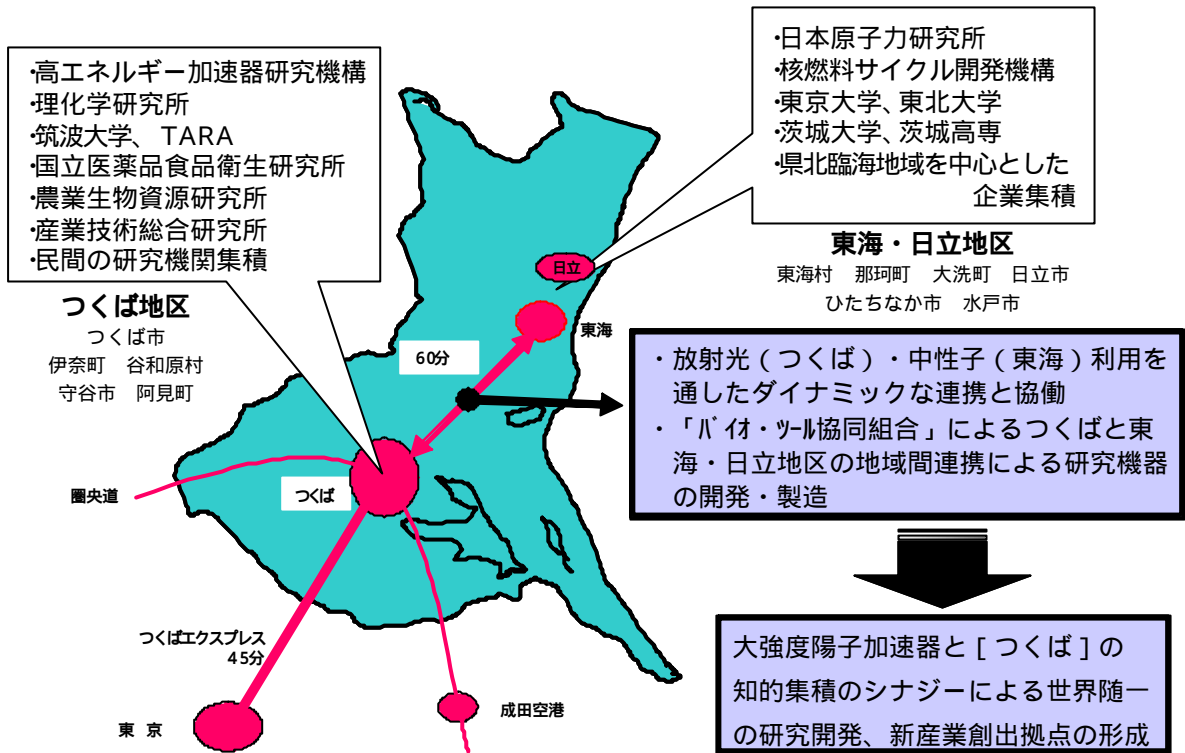 ・高エネルギー加速器研究機構
・理化学研究所
・筑波大学、TARA
・国立医薬品食品衛生研究所
・農業生物資源研究所
・産業技術総合研究所
・民間の研究機関集積
つくば地区
つくば市
伊奈町　谷和原村
守谷市　阿見町
・日本原子力研究所
・核燃料サイクル開発機構
・東京大学、東北大学
・茨城大学、茨城高専
・県北臨海地域を中心とした
企業集積
東海・日立地区
東海村　那珂町　大洗町　日立市
ひたちなか市　水戸市
日立
東海
60分
・放射光（つくば）・中性子（東海）利用を
通したダイナミックな連携と協働
・「バイオ・ツール協同組合」によるつくばと東
海・日立地区の地域間連携による研究機器
の開発・製造
圏央道
つくば
つくばエクスプレス
45分
東 京
成田空港
大強度陽子加速器と［つくば］の
知的集積のシナジーによる世界随一
の研究開発、新産業創出拠点の形成